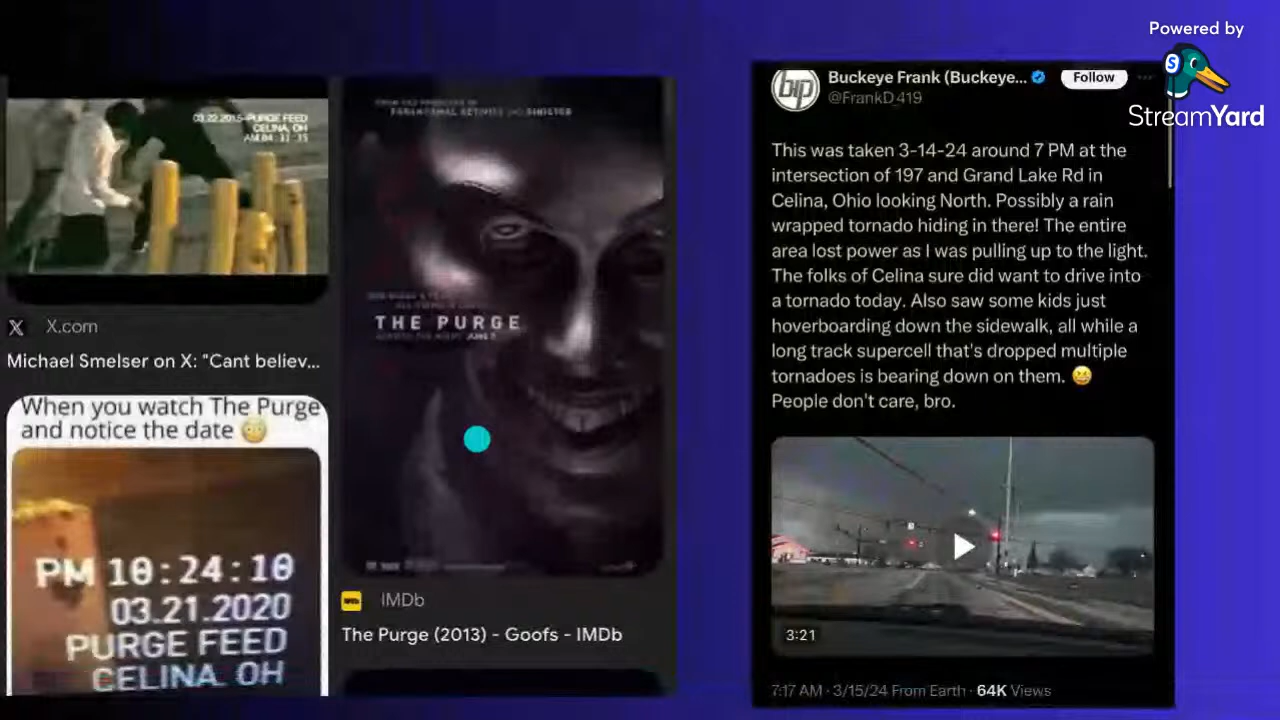 Powered by
StreamYard
03.22.2015-PURGE FEED
CELINA, OH
X.com
Michael Smelser on X: "Cant believ...
When you watch The Purge
and notice the date 😳
PM 10:24:10
03.21.2020
PURGE FEED
CELINA, OH
PARANORMAL ACTIVITY AND SINISTER
THE PURGE
IMDb
The Purge (2013) - Goofs - IMDb
bip
Buckeye Frank (Buckeye...
Follow
@FrankD_419
This was taken 3-14-24 around 7 PM at the
intersection of 197 and Grand Lake Rd in
Celina, Ohio looking North. Possibly a rain
wrapped tornado hiding in there! The entire
area lost power as I was pulling up to the light.
The folks of Celina sure did want to drive into
a tornado today. Also saw some kids just
hoverboarding down the sidewalk, all while a
long track supercell that's dropped multiple
tornadoes is bearing down on them. 😆
People don't care, bro.
3:21
7:17 AM · 3/15/24 From Earth · 64K Views